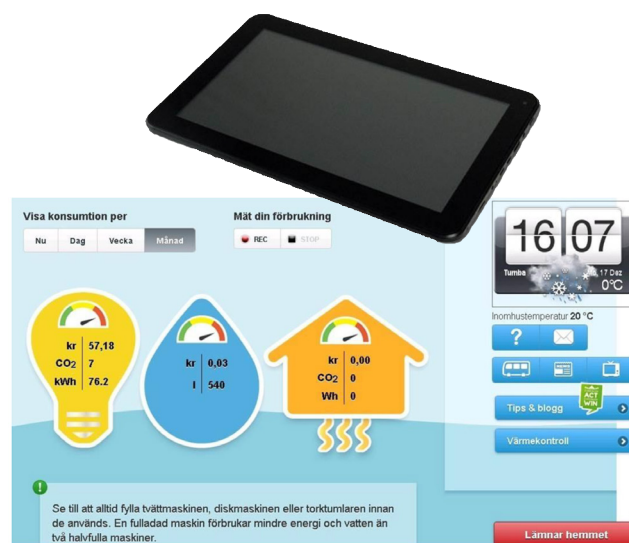 Visa konsumtion per
Mät din förbrukning
Nu Dag Vecka Månad
REC STOP
16 07
Tumba
17 Dez
0°C
Inomhustemperatur 20 °C
?
kr 57,18
CO2 7
kWh 76.2
kr 0,03
l 540
kr 0,00
CO2 0
Wh 0
ACT
WIN
Tips & blogg
Värmekontroll
!
Se till att alltid fylla tvättmaskinen, diskmaskinen eller torktumlaren innan
de används. En fulladad maskin förbrukar mindre energi och vatten än
två halvfulla maskiner.
Lämnar hemmet